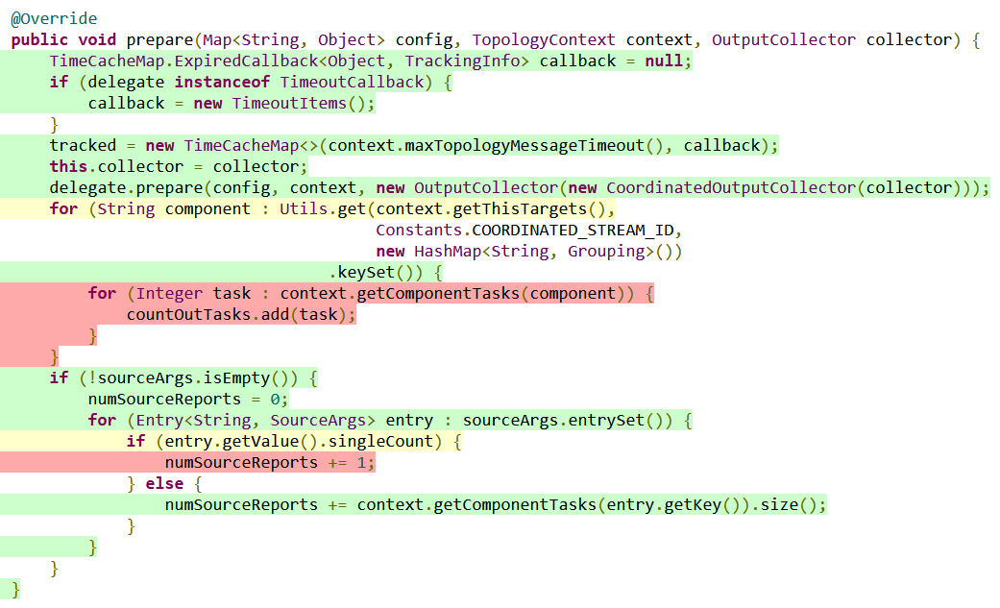 @Override
public void prepare(Map<String, Object> config, TopologyContext context, OutputCollector collector) {
    TimeCacheMap.ExpiredCallback<Object, TrackingInfo> callback = null;
    if (delegate instanceof TimeoutCallback) {
        callback = new TimeoutItems();
    }
    tracked = new TimeCacheMap<>(context.maxTopologyMessageTimeout(), callback);
    this.collector = collector;
    delegate.prepare(config, context, new OutputCollector(new CoordinatedOutputCollector(collector)));
    for (String component : Utils.get(context.getThisTargets(),
                                      Constants.COORDINATED_STREAM_ID,
                                      new HashMap<String, Grouping>())
                                 .keySet()) {
        for (Integer task : context.getComponentTasks(component)) {
            countOutTasks.add(task);
        }
    }
    if (!sourceArgs.isEmpty()) {
        numSourceReports = 0;
        for (Entry<String, SourceArgs> entry : sourceArgs.entrySet()) {
            if (entry.getValue().singleCount) {
                numSourceReports += 1;
            } else {
                numSourceReports += context.getComponentTasks(entry.getKey()).size();
            }
        }
    }
}